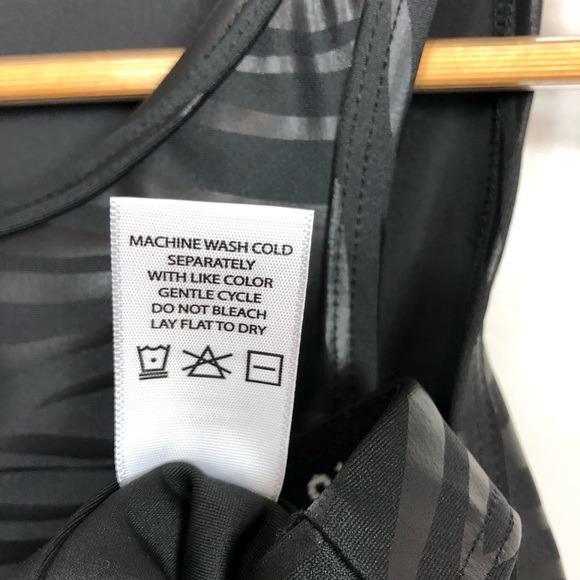 MACHINE WASH COLD
SEPARATELY
WITH LIKE COLOR
GENTLE CYCLE
DO NOT BLEACH
LAY FLAT TO DRY